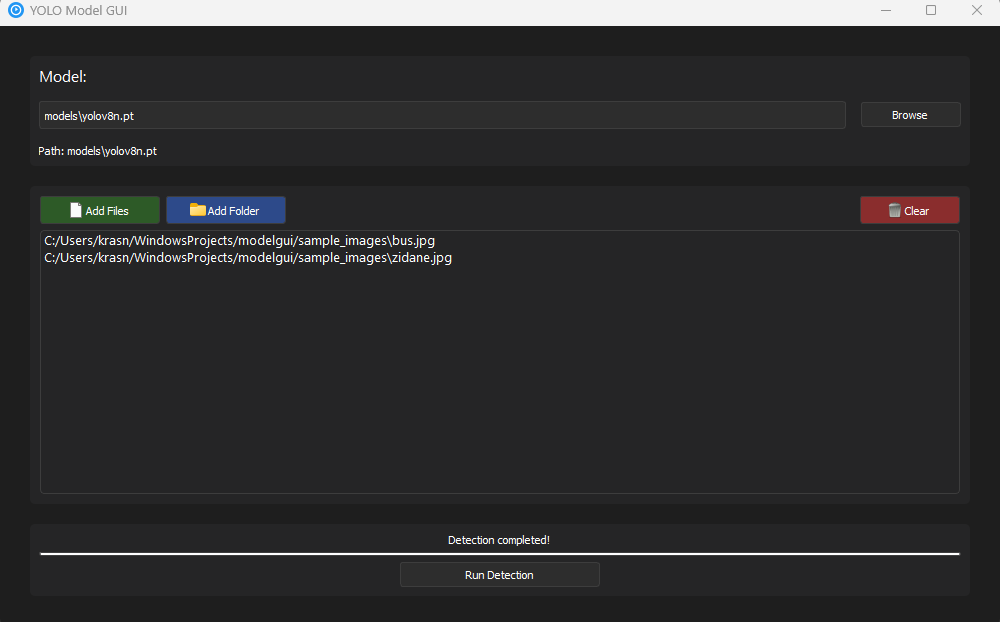 YOLO Model GUI
Model:
models\yolov8n.pt
Browse
Path: models\yolov8n.pt
Add Files
Add Folder
Clear
C:/Users/krasn/WindowsProjects/modelgui/sample_images\bus.jpg
C:/Users/krasn/WindowsProjects/modelgui/sample_images\zidane.jpg
Detection completed!
Run Detection